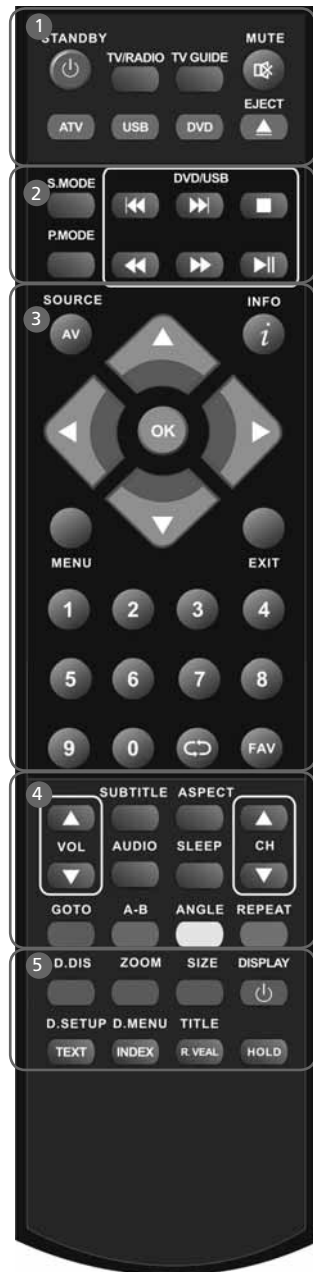 1
STANDBY MUTE
TV/RADIO TV GUIDE
EJECT
ATV USB DVD
2
S.MODE DVD/USB
P.MODE
3
SOURCE INFO
AV i
OK
MENU EXIT
1 2 3 4
5 6 7 8
9 0 FAV
4
SUBTITLE ASPECT
VOL AUDIO SLEEP CH
GOTO A-B ANGLE REPEAT
5
D.DIS ZOOM SIZE DISPLAY
D.SETUP D.MENU TITLE
TEXT INDEX R.VEAL HOLD